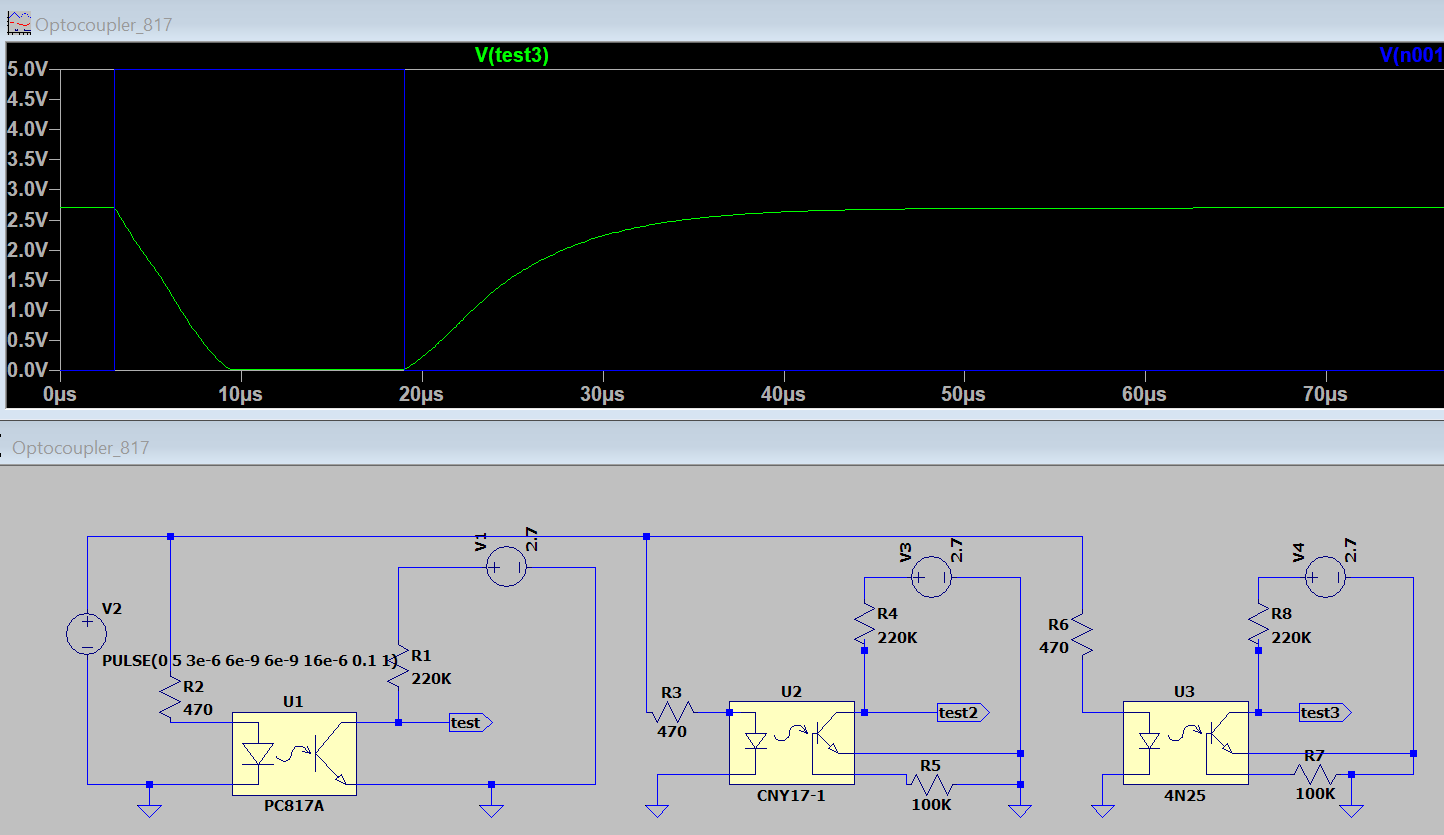 Optocoupler_817
V(test3)
V(n001
5.0V
4.5V
4.0V
3.5V
3.0V
2.5V
2.0V
1.5V
1.0V
0.5V
0.0V
0µs 10µs 20µs 30µs 40µs 50µs 60µs 70µs
Optocoupler_817
V1
2.7
V3
2.7
V4
2.7
V2
PULSE(0 5 3e-6 6e-9 6e-9 16e-6 0.1 1)
R1
220K
R4
220K
R6
470
R8
220K
R2
470
U1
test
PC817A
R3
470
U2
test2
R5
100K
CNY17-1
U3
test3
R7
100K
4N25